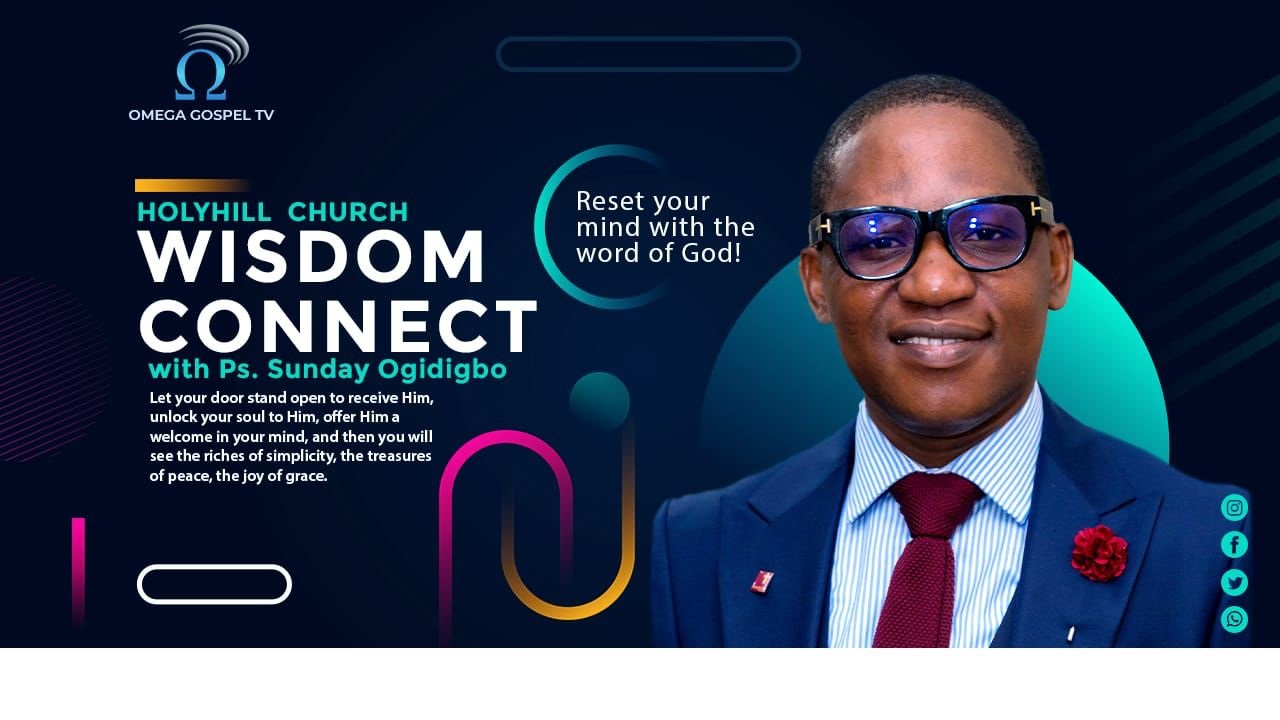 OMEGA GOSPEL TV
HOLYHILL CHURCH
WISDOM
CONNECT
with Ps. Sunday Ogidigbo
Let your door stand open to receive Him,
unlock your soul to Him, offer Him a
welcome in your mind, and then you will
see the riches of simplicity, the treasures
of peace, the joy of grace.
Reset your
mind with the
word of God!